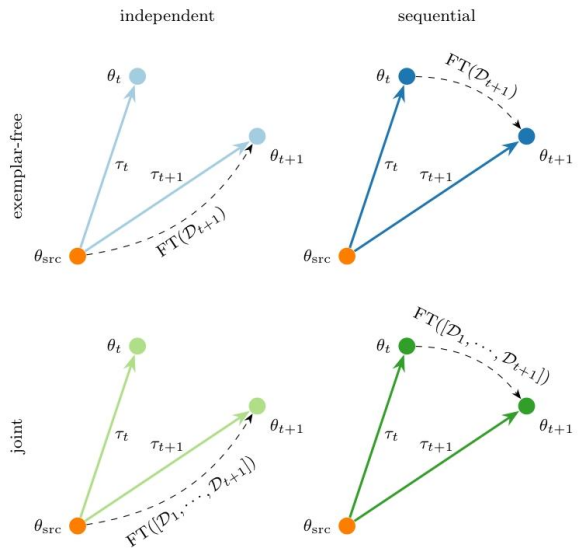 independent
sequential
exemplar-free
θ_t
τ_t
τ_{t+1}
θ_{t+1}
θ_src
FT(𝒟_{t+1})
θ_t
FT(𝒟_{t+1})
τ_t
τ_{t+1}
θ_{t+1}
θ_src
joint
θ_t
τ_t
τ_{t+1}
θ_{t+1}
θ_src
FT([𝒟_1, ⋯, 𝒟_{t+1}])
θ_t
FT([𝒟_1, ⋯, 𝒟_{t+1}])
τ_t
τ_{t+1}
θ_{t+1}
θ_src